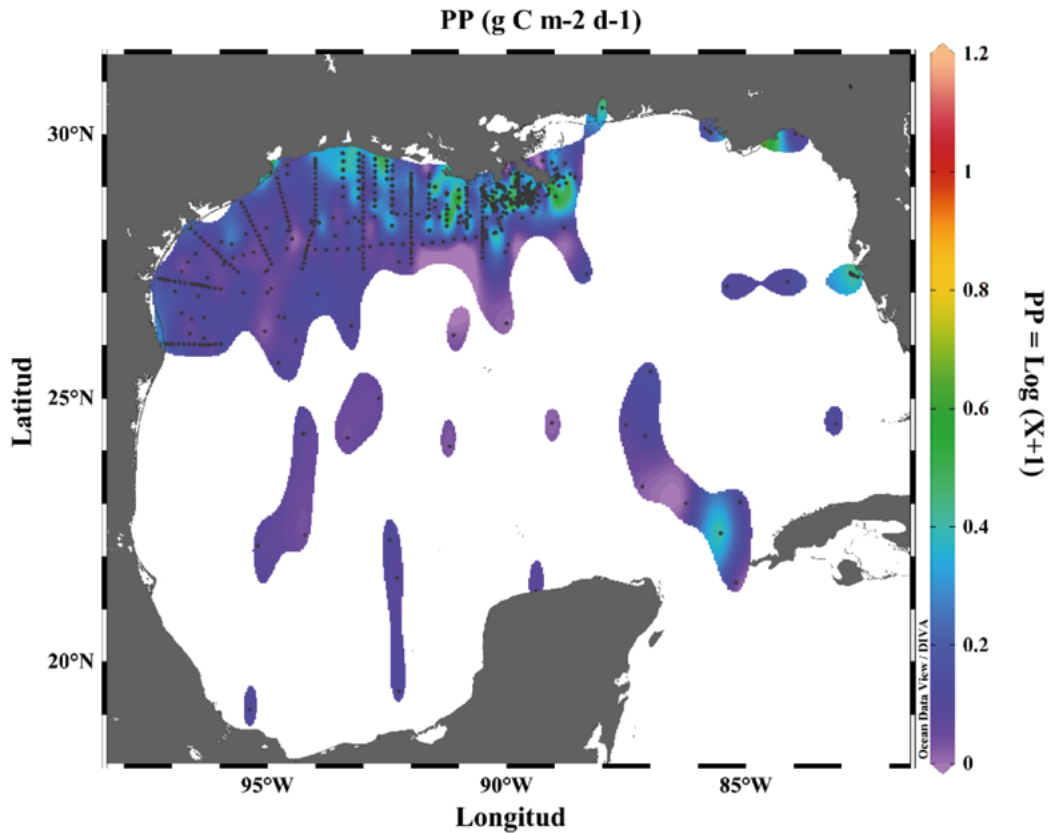 PP (g C m-2 d-1)
30°N
25°N
20°N
Latitud
95°W
90°W
85°W
Longitud
Ocean Data View / DIVA
1.2
1
0.8
0.6
0.4
0.2
0
PP = Log (X+1)